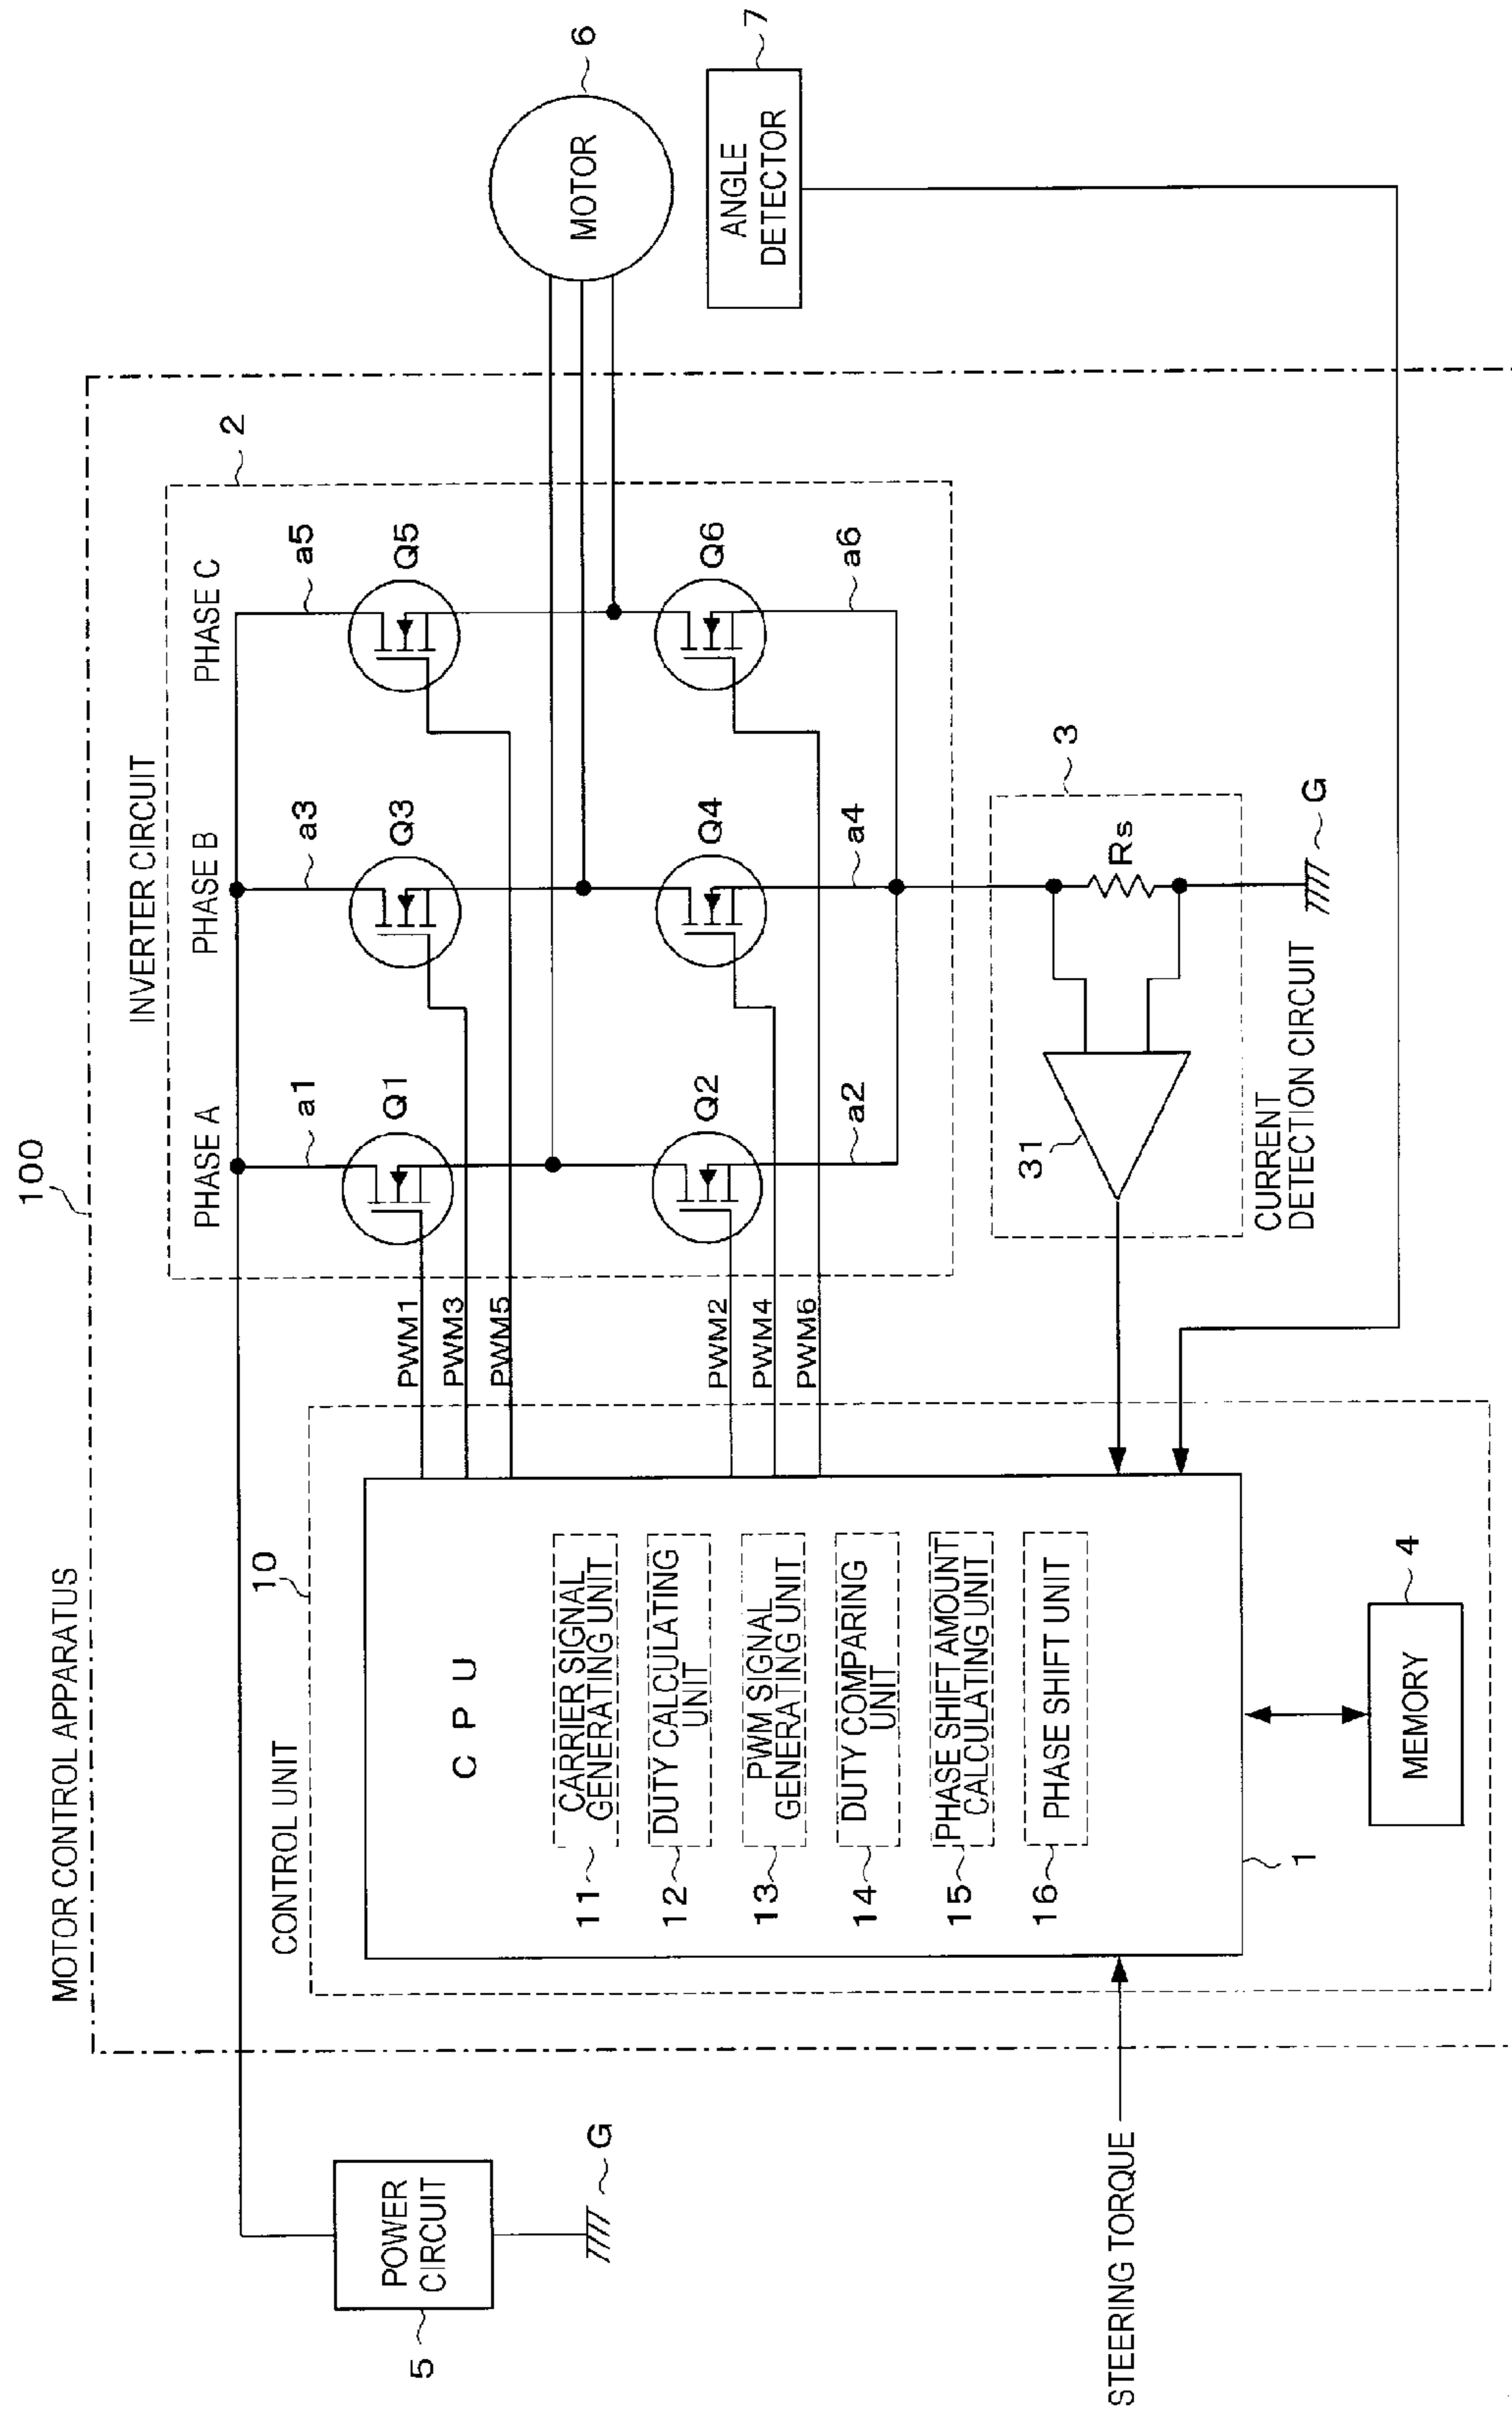 100
MOTOR CONTROL APPARATUS
INVERTER CIRCUIT
2
PHASE A
PHASE B
PHASE C
a1
a3
a5
Q1
Q3
Q5
6
MOTOR
7
ANGLE
DETECTOR
Q2
Q4
Q6
a2
a4
a6
PWM1
PWM3
PWM5
PWM2
PWM4
PWM6
10
CONTROL UNIT
CPU
11
CARRIER SIGNAL
GENERATING UNIT
12
DUTY CALCULATING
UNIT
13
PWM SIGNAL
GENERATING UNIT
14
DUTY COMPARING
UNIT
15
PHASE SHIFT AMOUNT
CALCULATING UNIT
16
PHASE SHIFT UNIT
1
MEMORY
4
3
Rs
31
G
CURRENT
DETECTION CIRCUIT
POWER
CIRCUIT
5
G
STEERING TORQUE